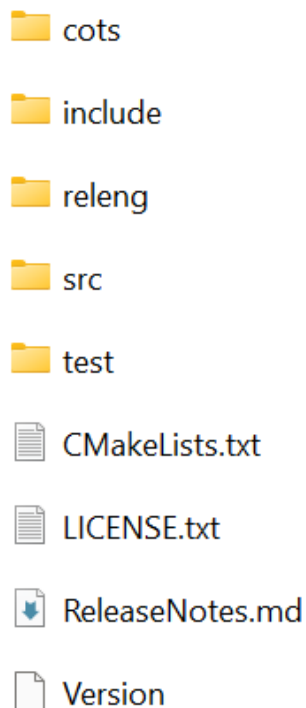 cots
include
releng
src
test
CMakeLists.txt
LICENSE.txt
ReleaseNotes.md
Version